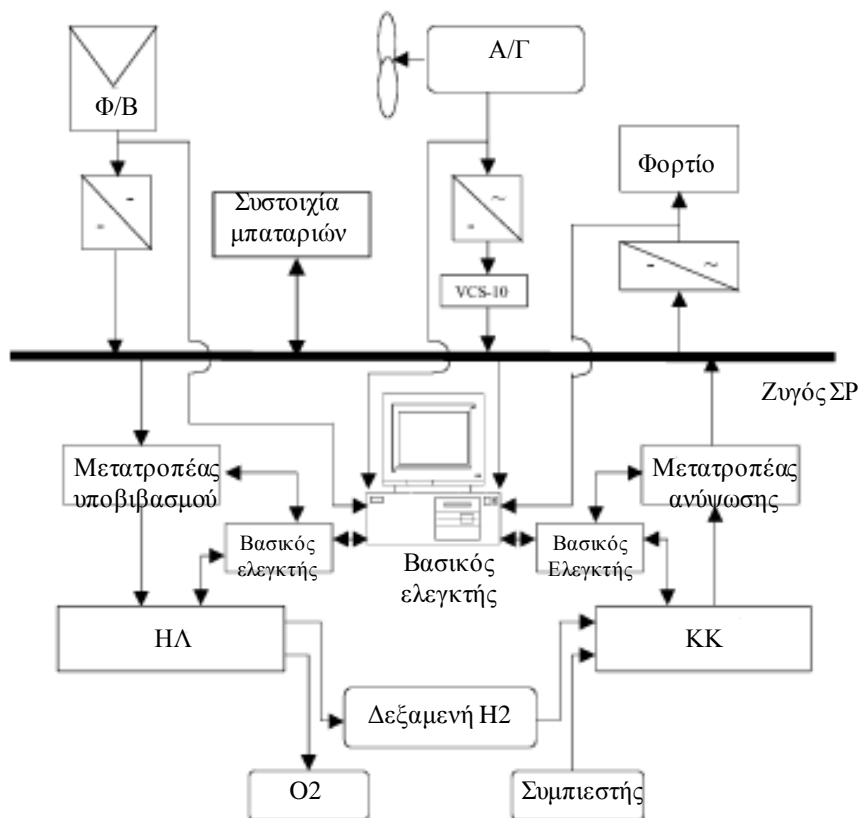 Α/Γ
Φ/Β
Φορτίο
- 
-
Συστοιχία
μπαταριών
~
-
- ~
VCS-10
Ζυγός ΣΡ
Μετατροπέας
υποβιβασμού
Μετατροπέας
ανύψωσης
Βασικός
ελεγκτής
Βασικός
ελεγκτής
Βασικός
Ελεγκτής
ΗΛ
ΚΚ
Δεξαμενή Η2
Ο2
Συμπιεστής